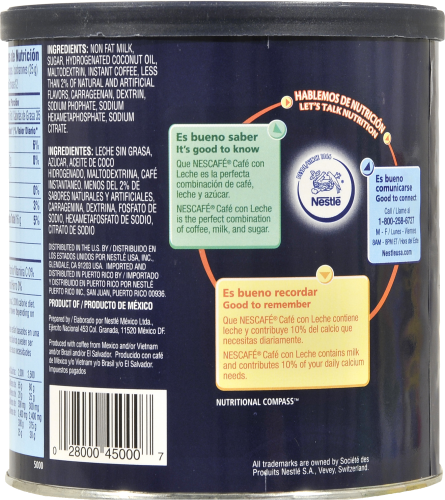 de Nutrición
INGREDIENTS: NON FAT MILK,
SUGAR, HYDROGENATED COCONUT OIL,
MALTODEXTRIN, INSTANT COFFEE, LESS
THAN 2% OF NATURAL AND ARTIFICIAL
FLAVORS, CARRAGEENAN, DEXTRIN,
SODIUM PHOPHATE, SODIUM
HEXAMETAPHOSPHATE, SODIUM
CITRATE.
INGREDIENTES: LECHE SIN GRASA,
AZÚCAR, ACEITE DE COCO
HIDROGENADO, MALTODEXTRINA, CAFÉ
INSTANTÁNEO, MENOS DEL 2% DE
SABORES NATURALES Y ARTIFICIALES,
CARRAGENINA, DEXTRINA, FOSFATO DE
SODIO, HEXAMETAFOSFATO DE SODIO,
CITRATO DE SODIO
DISTRIBUTED IN THE U.S. BY / DISTRIBUIDO EN
LOS ESTADOS UNIDOS POR NESTLÉ USA, INC.,
GLENDALE, CA 91203 USA. IMPORTED AND
DISTRIBUTED IN PUERTO RICO BY / IMPORTADO
Y DISTRIBUIDO EN PUERTO RICO POR NESTLÉ
PUERTO RICO INC. SAN JUAN, PUERTO RICO 00936.
PRODUCT OF / PRODUCTO DE MÉXICO
Prepared by / Elaborado por Nestlé México Ltda.,
Ejército Nacional 453 Col. Granada, 11520 México DF.
Produced with coffee from Mexico and/or Vietnam
and/or Brazil and/or El Salvador. Producido con café
de México y/o Vietnam y/o Brasil y/o El Salvador.
Impuestos pagados
0 28000 45000 7
5000
HABLEMOS DE NUTRICIÓN
LET'S TALK NUTRITION
Es bueno saber
It's good to know
Que NESCAFÉ® Café con
Leche es la perfecta
combinación de café,
leche y azúcar.
NESCAFÉ® Café con Leche
is the perfect combination
of coffee, milk, and sugar.
Nestlé
Es bueno
comunicarse
Good to connect
Call / Llame al
1-800-258-6727
M - F / Lunes - Viernes
8AM - 8PM ET / Hora del Este
NestleUsa.com
Es bueno recordar
Good to remember
Que NESCAFÉ® Café con Leche contiene
leche y contribuye 10% del calcio que
necesitas diariamente.
NESCAFÉ® Café con Leche contains milk
and contributes 10% of your daily calcium
needs.
NUTRITIONAL COMPASS™
All trademarks are owned by Société des
Produits Nestlé S.A., Vevey, Switzerland.